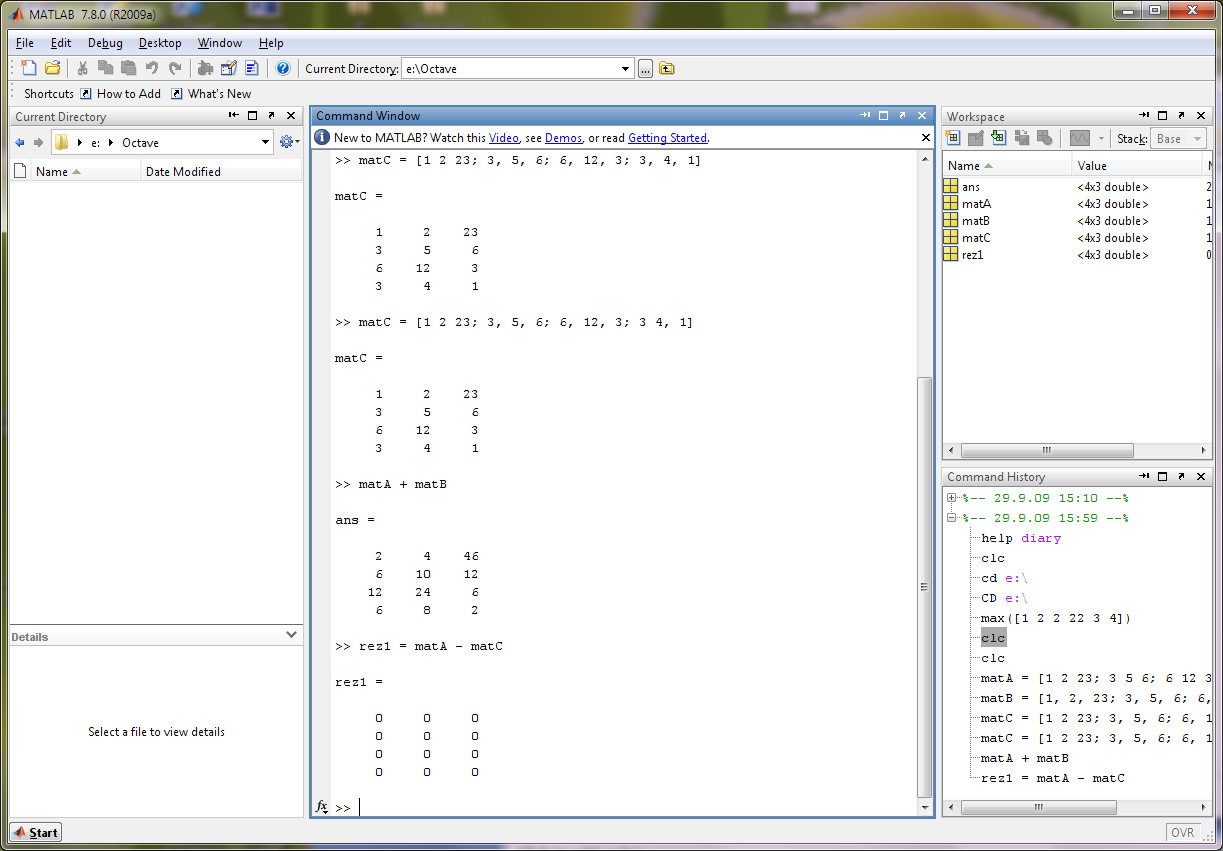 MATLAB 7.8.0 (R2009a)
File Edit Debug Desktop Window Help
Current Directory: e:\Octave ...
Shortcuts How to Add What's New
Current Directory
e: Octave
Name Date Modified
Details
Select a file to view details
Start
Command Window
New to MATLAB? Watch this Video, see Demos, or read Getting Started.
>> matC = [1 2 23; 3, 5, 6; 6, 12, 3; 3, 4, 1]
matC =
1 2 23
3 5 6
6 12 3
3 4 1
>> matC = [1 2 23; 3, 5, 6; 6, 12, 3; 3 4, 1]
matC =
1 2 23
3 5 6
6 12 3
3 4 1
>> matA + matB
ans =
2 4 46
6 10 12
12 24 6
6 8 2
>> rez1 = matA - matC
rez1 =
0 0 0
0 0 0
0 0 0
0 0 0
fx >>
Workspace
Stack: Base
Name Value
ans <4x3 double> 2
matA <4x3 double> 1
matB <4x3 double> 1
matC <4x3 double> 1
rez1 <4x3 double> 0
Command History
%-- 29.9.09 15:10 --%
%-- 29.9.09 15:59 --%
help diary
clc
cd e:\
CD e:\
max([1 2 2 22 3 4])
clc
clc
matA = [1 2 23; 3 5 6; 6 12 3
matB = [1, 2, 23; 3, 5, 6; 6,
matC = [1 2 23; 3, 5, 6; 6, 1
matC = [1 2 23; 3, 5, 6; 6, 1
matA + matB
rez1 = matA - matC
OVR